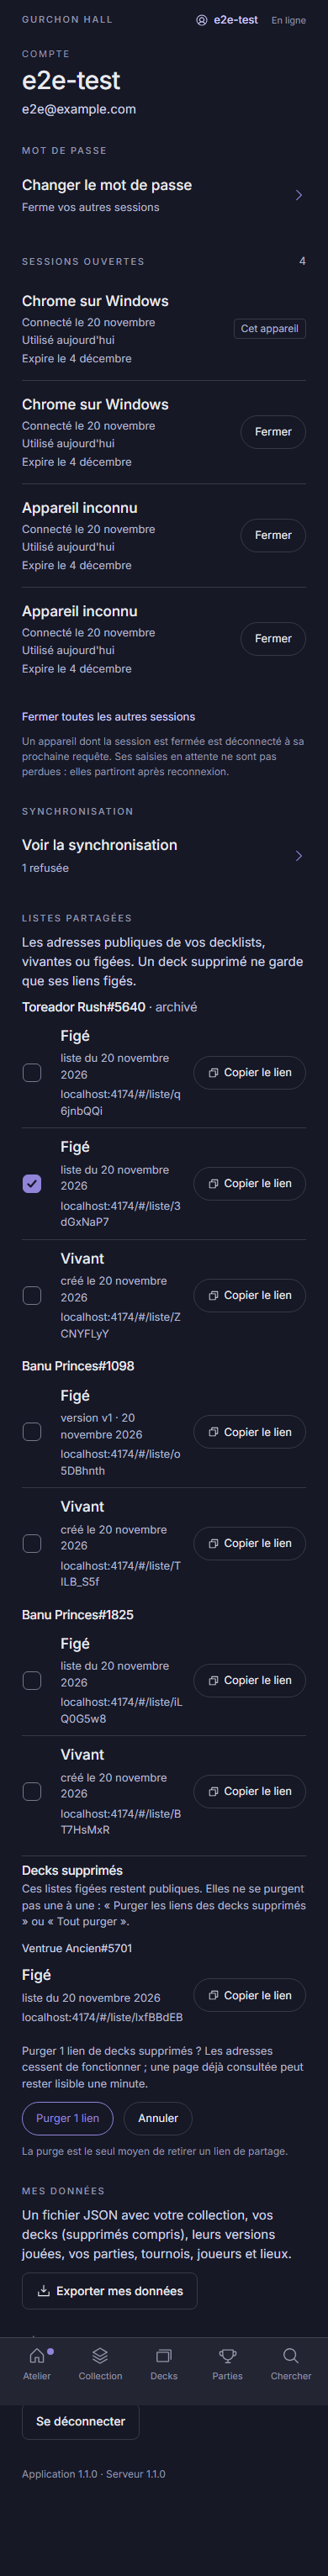 GURCHON HALL
e2e-test
En ligne
COMPTE
e2e-test
e2e@example.com
MOT DE PASSE
Changer le mot de passe
Ferme vos autres sessions
SESSIONS OUVERTES
4
Chrome sur Windows
Connecté le 20 novembre
Utilisé aujourd'hui
Expire le 4 décembre
Cet appareil
Chrome sur Windows
Connecté le 20 novembre
Utilisé aujourd'hui
Expire le 4 décembre
Fermer
Appareil inconnu
Connecté le 20 novembre
Utilisé aujourd'hui
Expire le 4 décembre
Fermer
Appareil inconnu
Connecté le 20 novembre
Utilisé aujourd'hui
Expire le 4 décembre
Fermer
Fermer toutes les autres sessions
Un appareil dont la session est fermée est déconnecté à sa
prochaine requête. Ses saisies en attente ne sont pas
perdues : elles partiront après reconnexion.
SYNCHRONISATION
Voir la synchronisation
1 refusée
LISTES PARTAGÉES
Les adresses publiques de vos decklists,
vivantes ou figées. Un deck supprimé ne garde
que ses liens figés.
Toreador Rush#5640 · archivé
Figé
liste du 20 novembre
2026
localhost:4174/#/liste/q
6jnbQQi
Copier le lien
Figé
liste du 20 novembre
2026
localhost:4174/#/liste/3
dGxNaP7
Copier le lien
Vivant
créé le 20 novembre
2026
localhost:4174/#/liste/Z
CNYFLyY
Copier le lien
Banu Princes#1098
Figé
version v1 · 20
novembre 2026
localhost:4174/#/liste/o
5DBhnth
Copier le lien
Vivant
créé le 20 novembre
2026
localhost:4174/#/liste/T
ILB_S5f
Copier le lien
Banu Princes#1825
Figé
liste du 20 novembre
2026
localhost:4174/#/liste/iL
Q0G5w8
Copier le lien
Vivant
créé le 20 novembre
2026
localhost:4174/#/liste/B
T7HsMxR
Copier le lien
Decks supprimés
Ces listes figées restent publiques. Elles ne se purgent
pas une à une : « Purger les liens des decks supprimés
» ou « Tout purger ».
Ventrue Ancien#5701
Figé
liste du 20 novembre 2026
localhost:4174/#/liste/lxfBBdEB
Copier le lien
Purger 1 lien de decks supprimés ? Les adresses
cessent de fonctionner ; une page déjà consultée peut
rester lisible une minute.
Purger 1 lien
Annuler
La purge est le seul moyen de retirer un lien de partage.
MES DONNÉES
Un fichier JSON avec votre collection, vos
decks (supprimés compris), leurs versions
jouées, vos parties, tournois, joueurs et lieux.
Exporter mes données
Atelier
Collection
Decks
Parties
Chercher
Se déconnecter
Application 1.1.0 · Serveur 1.1.0